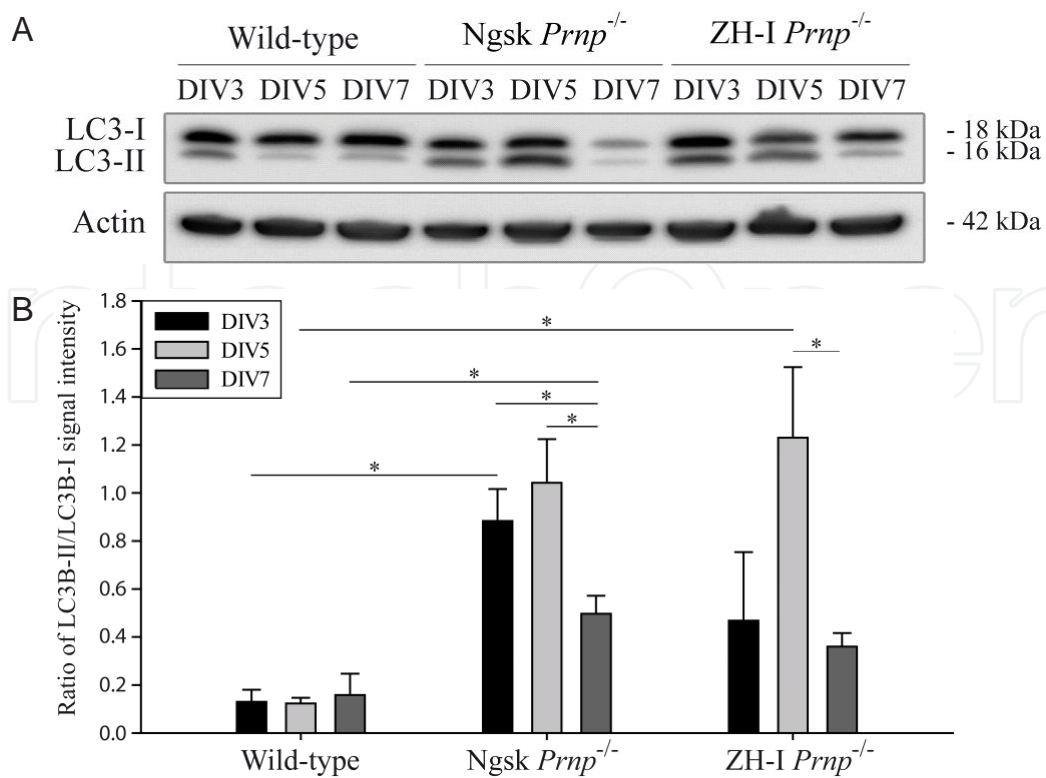 A
Wild-type Ngsk Prnp-/- ZH-I Prnp-/-
DIV3 DIV5 DIV7 DIV3 DIV5 DIV7 DIV3 DIV5 DIV7
LC3-I - 18 kDa
LC3-II - 16 kDa
Actin - 42 kDa
B
Ratio of LC3B-II/LC3B-I signal intensity
1.8
1.6
1.4
1.2
1.0
0.8
0.6
0.4
0.2
0.0
DIV3
DIV5
DIV7
*
*
*
*
*
*
Wild-type Ngsk Prnp-/- ZH-I Prnp-/-